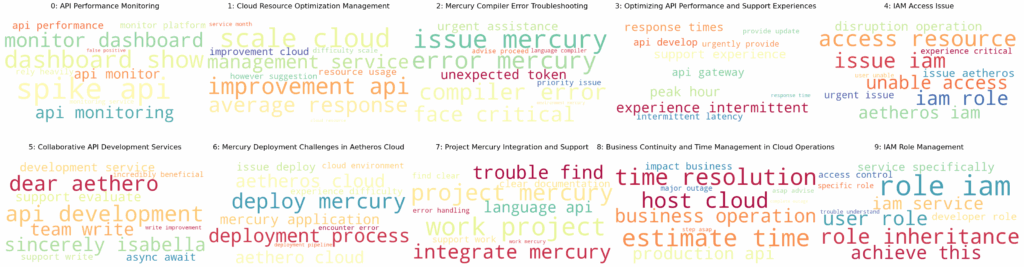 0: API Performance Monitoring
api performance
monitor platform
monitor dashboard
false positive
dashboard show
rely heavily
api monitor
spike api
api monitoring
1: Cloud Resource Optimization Management
service month
scale cloud
improvement cloud
difficulty scale
management service
however suggestion
resource usage
improvement api
average response
2: Mercury Compiler Error Troubleshooting
urgent assistance
issue mercury
advise proceed
language compiler
error mercury
unexpected token
priority issue
compiler error
face critical
3: Optimizing API Performance and Support Experiences
provide update
response times
api develop
urgently provide
support experience
api gateway
peak hour
response time
experience intermittent
intermittent latency
4: IAM Access Issue
disruption operation
access resource
experience critical
issue iam
issue aetheros
user unable
unable access
urgent issue
iam role
aetheros iam
5: Collaborative API Development Services
development service
incredibly beneficial
dear aethero
support evaluate
api development
team write
write improvement
sincerely isabella
support write
async await
6: Mercury Deployment Challenges in Aetheros Cloud
issue deploy
cloud environment
aetheros cloud
experience difficulty
deploy mercury
mercury application
encounter error
deployment process
deployment pipeline
aethero cloud
7: Project Mercury Integration and Support
trouble find
find clear
clear documentation
project mercury
error handling
language api
work project
support work
work mercury
integrate mercury
8: Business Continuity and Time Management in Cloud Operations
impact business
time resolution
major outage
asap advise
host cloud
business operation
step asap
estimate time
production api
9: IAM Role Management
service specifically
access control
specific role
role iam
iam service
trouble understand
developer role
user role
role inheritance
achieve this